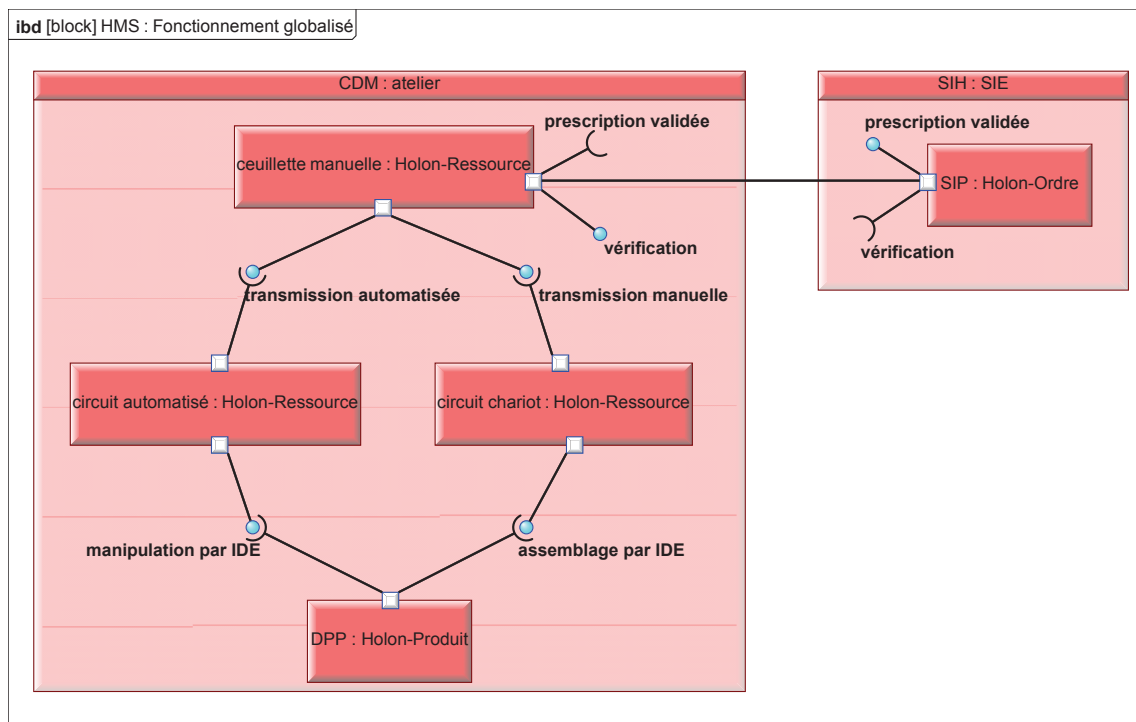 ibd [block] HMS : Fonctionnement globalisé
CDM : atelier
SIH : SIE
prescription validée
prescription validée
ceuillette manuelle : Holon-Ressource
SIP : Holon-Ordre
vérification
vérification
transmission automatisée
transmission manuelle
circuit automatisé : Holon-Ressource
circuit chariot : Holon-Ressource
manipulation par IDE
assemblage par IDE
DPP : Holon-Produit